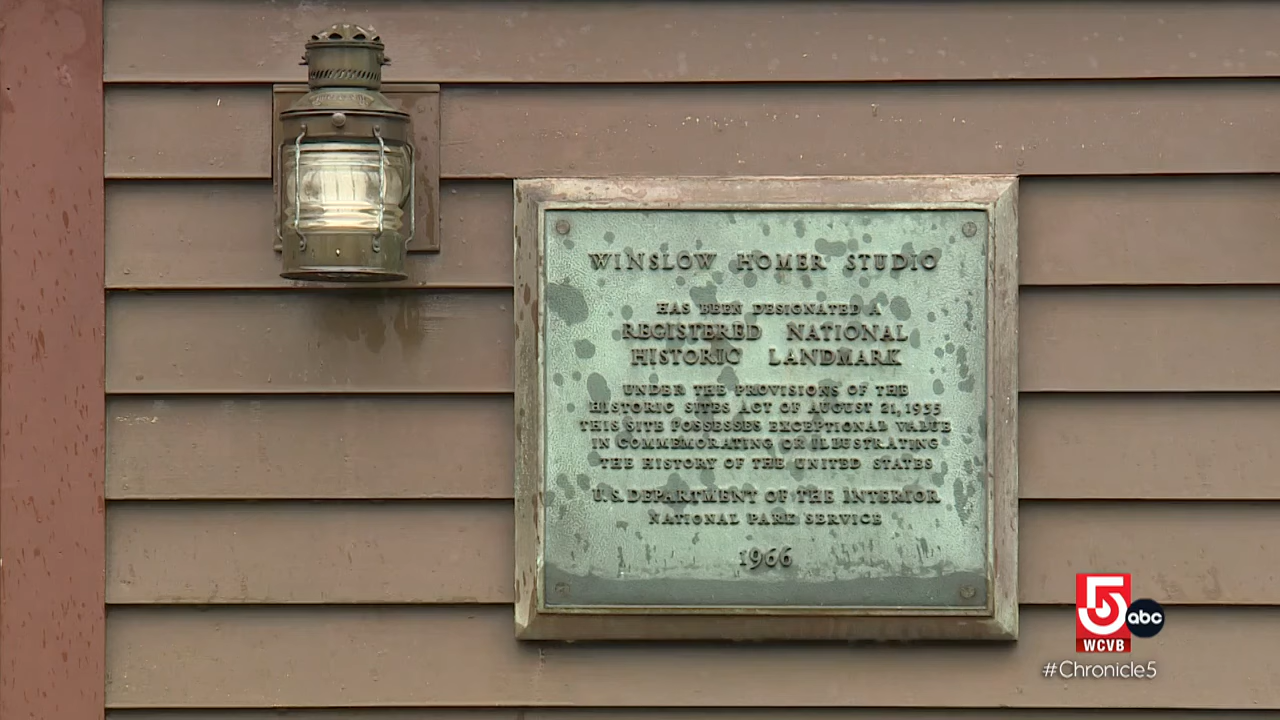 WINSLOW HOMER STUDIO
HAS BEEN DESIGNATED A
REGISTERED NATIONAL
HISTORIC LANDMARK
UNDER THE PROVISIONS OF THE
HISTORIC SITES ACT OF AUGUST 21, 1935
THIS SITE POSSESSES EXCEPTIONAL VALUE
IN COMMEMORATING OR ILLUSTRATING
THE HISTORY OF THE UNITED STATES
U.S. DEPARTMENT OF THE INTERIOR
NATIONAL PARK SERVICE
1966
5 abc
WCVB
#Chronicle5